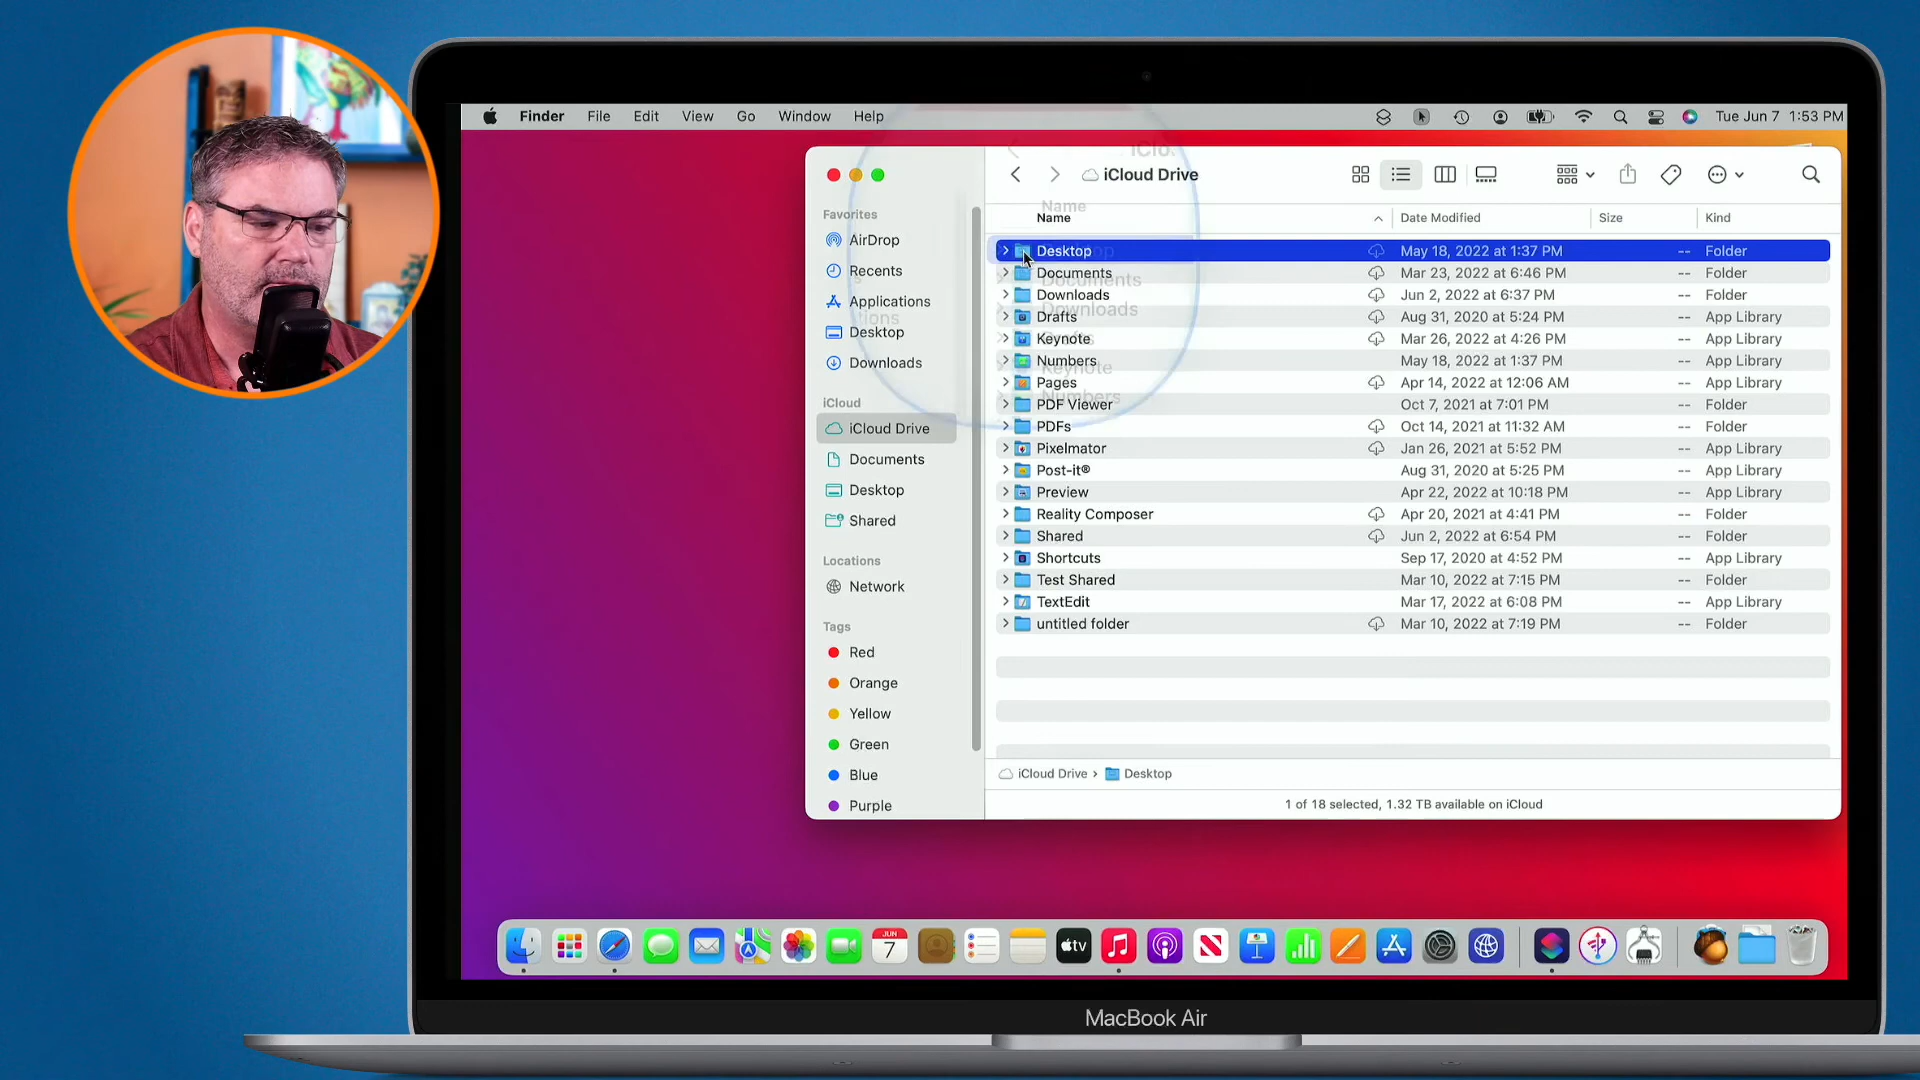 Finder File Edit View Go Window Help
Tue Jun 7 1:53 PM
iCloud Drive
Favorites
AirDrop
Recents
Applications
Desktop
Downloads
iCloud
iCloud Drive
Documents
Desktop
Shared
Locations
Network
Tags
Red
Orange
Yellow
Green
Blue
Purple
Name Date Modified Size Kind
Desktop May 18, 2022 at 1:37 PM -- Folder
Documents Mar 23, 2022 at 6:46 PM -- Folder
Downloads Jun 2, 2022 at 6:37 PM -- Folder
Drafts Aug 31, 2020 at 5:24 PM -- App Library
Keynote Mar 26, 2022 at 4:26 PM -- App Library
Numbers May 18, 2022 at 1:37 PM -- App Library
Pages Apr 14, 2022 at 12:06 AM -- App Library
PDF Viewer Oct 7, 2021 at 7:01 PM -- Folder
PDFs Oct 14, 2021 at 11:32 AM -- Folder
Pixelmator Jan 26, 2021 at 5:52 PM -- App Library
Post-it® Aug 31, 2020 at 5:25 PM -- App Library
Preview Apr 22, 2022 at 10:18 PM -- App Library
Reality Composer Apr 20, 2021 at 4:41 PM -- Folder
Shared Jun 2, 2022 at 6:54 PM -- Folder
Shortcuts Sep 17, 2020 at 4:52 PM -- App Library
Test Shared Mar 10, 2022 at 7:15 PM -- Folder
TextEdit Mar 17, 2022 at 6:08 PM -- App Library
untitled folder Mar 10, 2022 at 7:19 PM -- Folder
iCloud Drive › Desktop
1 of 18 selected, 1.32 TB available on iCloud
JUN
7
tv
MacBook Air